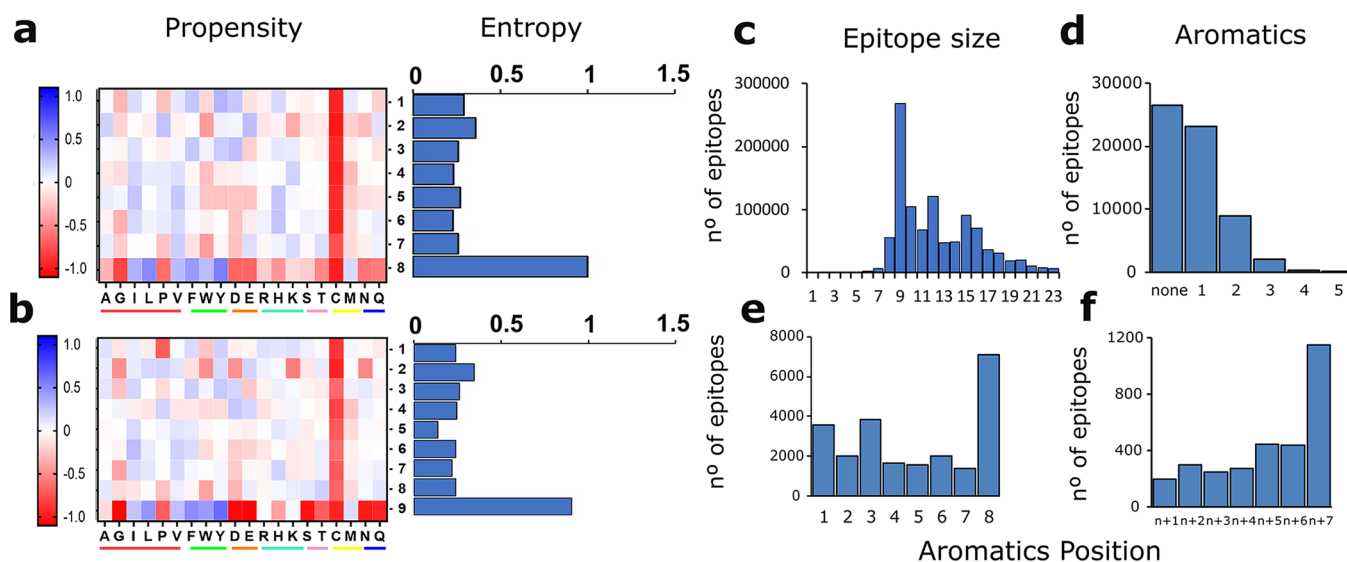 a
Propensity
Entropy
0 0.5 1 1.5
1.0
0.5
0
-0.5
-1.0
- 1
- 2
- 3
- 4
- 5
- 6
- 7
- 8
A G I L P V F W Y D E R H K S T C M N Q
b
0 0.5 1 1.5
1.0
0.5
0
-0.5
-1.0
- 1
- 2
- 3
- 4
- 5
- 6
- 7
- 8
- 9
A G I L P V F W Y D E R H K S T C M N Q
c
Epitope size
nº of epitopes
300000
200000
100000
0
1 3 5 7 9 11 13 15 17 19 21 23
d
Aromatics
nº of epitopes
30000
20000
10000
0
none 1 2 3 4 5
e
nº of epitopes
8000
6000
4000
2000
0
1 2 3 4 5 6 7 8
f
nº of epitopes
1200
800
400
0
n+1 n+2 n+3 n+4 n+5 n+6 n+7
Aromatics Position